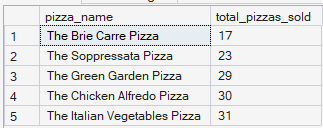 pizza_name total_pizzas_sold
1 The Brie Carre Pizza 17
2 The Soppressata Pizza 23
3 The Green Garden Pizza 29
4 The Chicken Alfredo Pizza 30
5 The Italian Vegetables Pizza 31